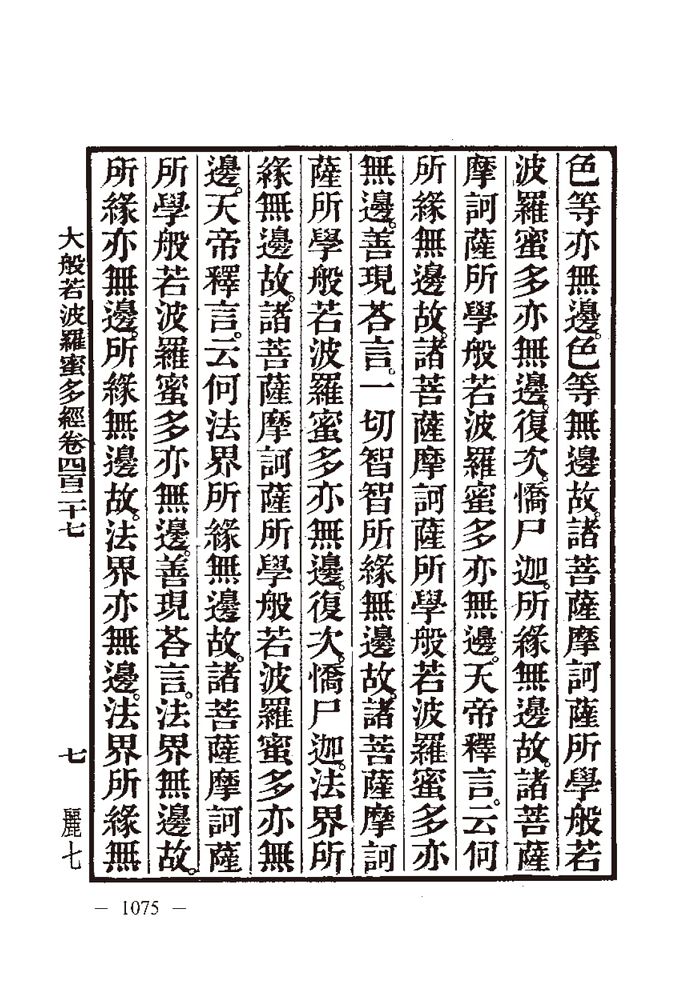 色等亦無邊。色等無邊故。諸菩薩摩訶薩所學般若
波羅蜜多亦無邊。復次。憍尸迦。所緣無邊故。諸菩薩
摩訶薩所學般若波羅蜜多亦無邊。天帝釋言。云何
所緣無邊故。諸菩薩摩訶薩所學般若波羅蜜多亦
無邊。善現荅言。一切智智所緣無邊故。諸菩薩摩訶
薩所學般若波羅蜜多亦無邊。復次。憍尸迦。法界所
緣無邊故。諸菩薩摩訶薩所學般若波羅蜜多亦無
邊。天帝釋言。云何法界所緣無邊故。諸菩薩摩訶薩
所學般若波羅蜜多亦無邊。善現荅言。法界無邊故。
所緣亦無邊。所緣無邊故。法界亦無邊。法界所緣無
大般若波羅蜜多經卷四百二十七
七
麗七
— 1075 —